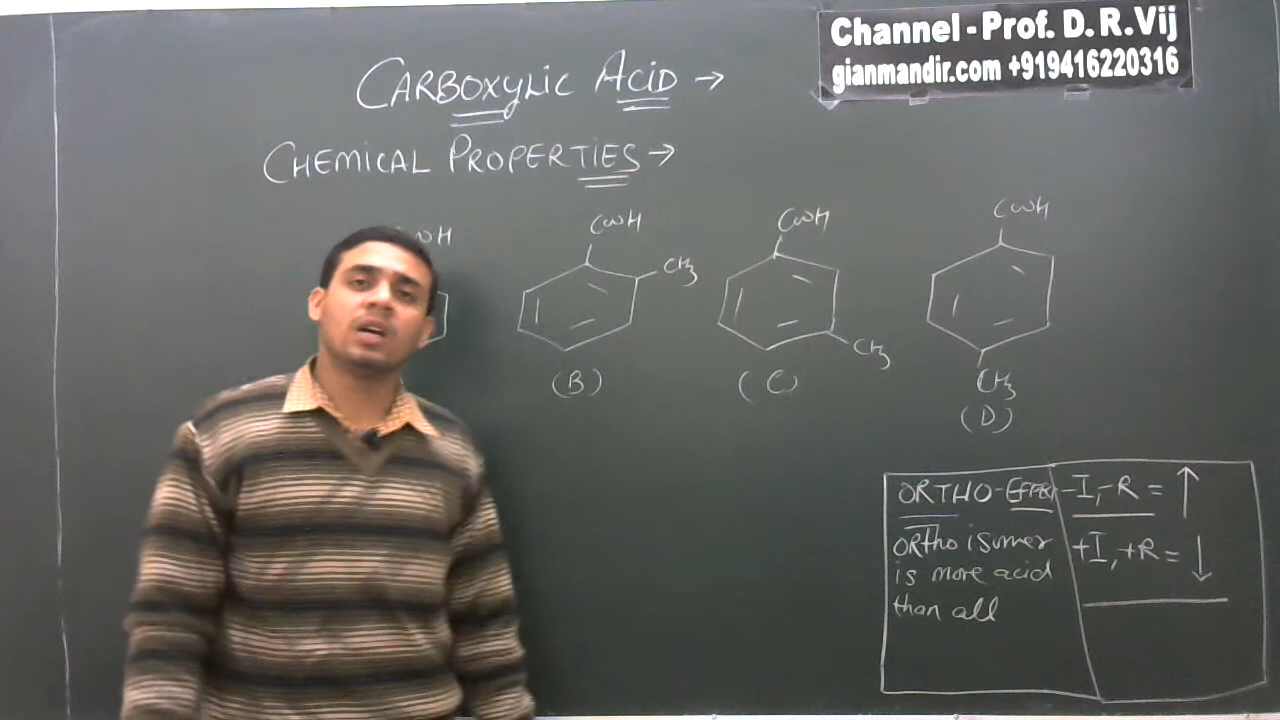 Channel - Prof. D. R. Vij
gianmandir.com +919416220316
CARBOXYLIC ACID →
CHEMICAL PROPERTIES →
COOH
COOH
CH3
(B)
COOH
CH3
(C)
COOH
CH3
(D)
ORTHO-Effect
ORTho isomer
is more acid
than all
-I, -R = ↑
+I, +R = ↓